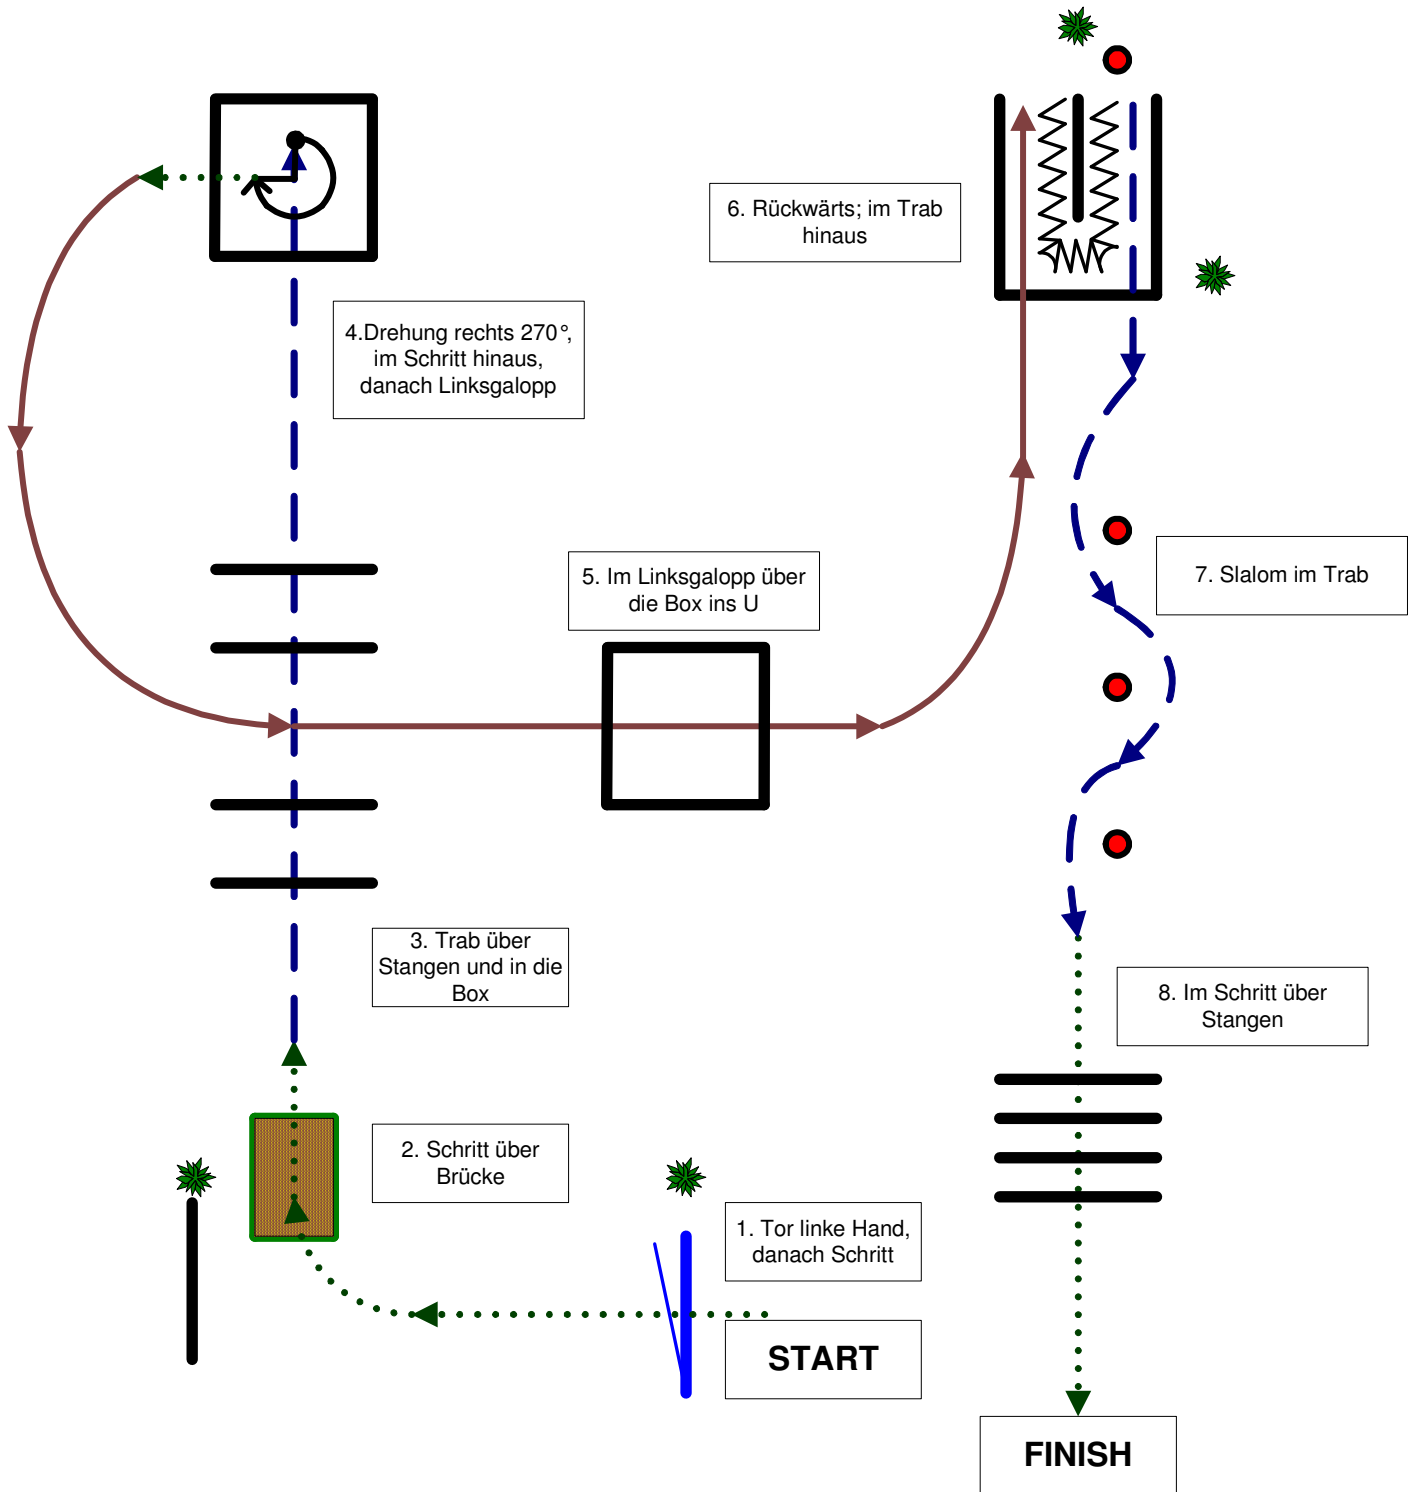 6. Rückwärts; im Trab
hinaus
4.Drehung rechts 270°,
im Schritt hinaus,
danach Linksgalopp
5. Im Linksgalopp über
die Box ins U
7. Slalom im Trab
3. Trab über
Stangen und in die
Box
8. Im Schritt über
Stangen
2. Schritt über
Brücke
1. Tor linke Hand,
danach Schritt
START
FINISH